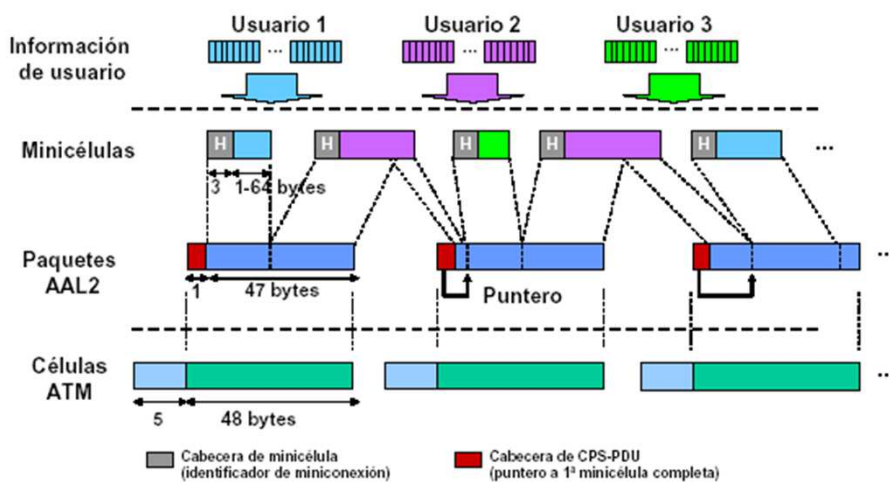 Usuario 1
Usuario 2
Usuario 3
Información
de usuario
...
...
...
Minicélulas
H
H
H
H
H
...
3
1-64 bytes
Paquetes
AAL2
1
47 bytes
Puntero
...
Células
ATM
...
5
48 bytes
Cabecera de minicélula
(identificador de miniconexión)
Cabecera de CPS-PDU
(puntero a 1ª minicélula completa)